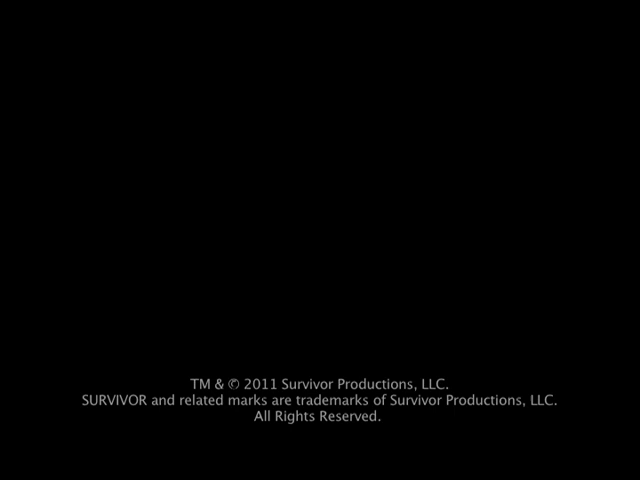 TM & © 2011 Survivor Productions, LLC.
SURVIVOR and related marks are trademarks of Survivor Productions, LLC.
All Rights Reserved.